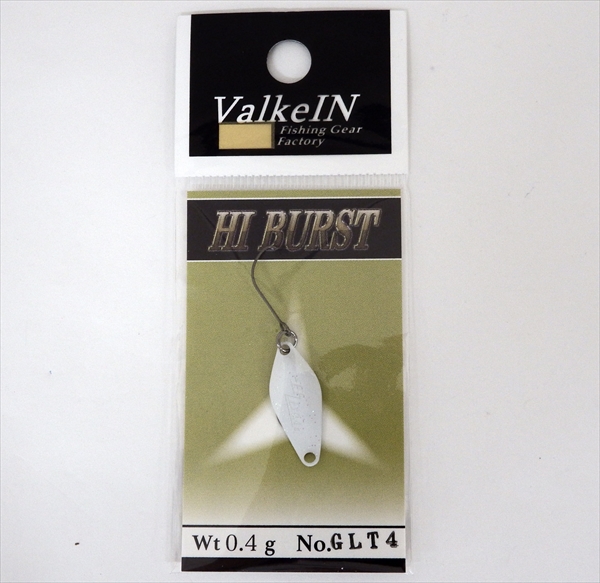 ValkeIN
Fishing Gear
Factory
HI BURST
Wt 0.4 g No.GLT4